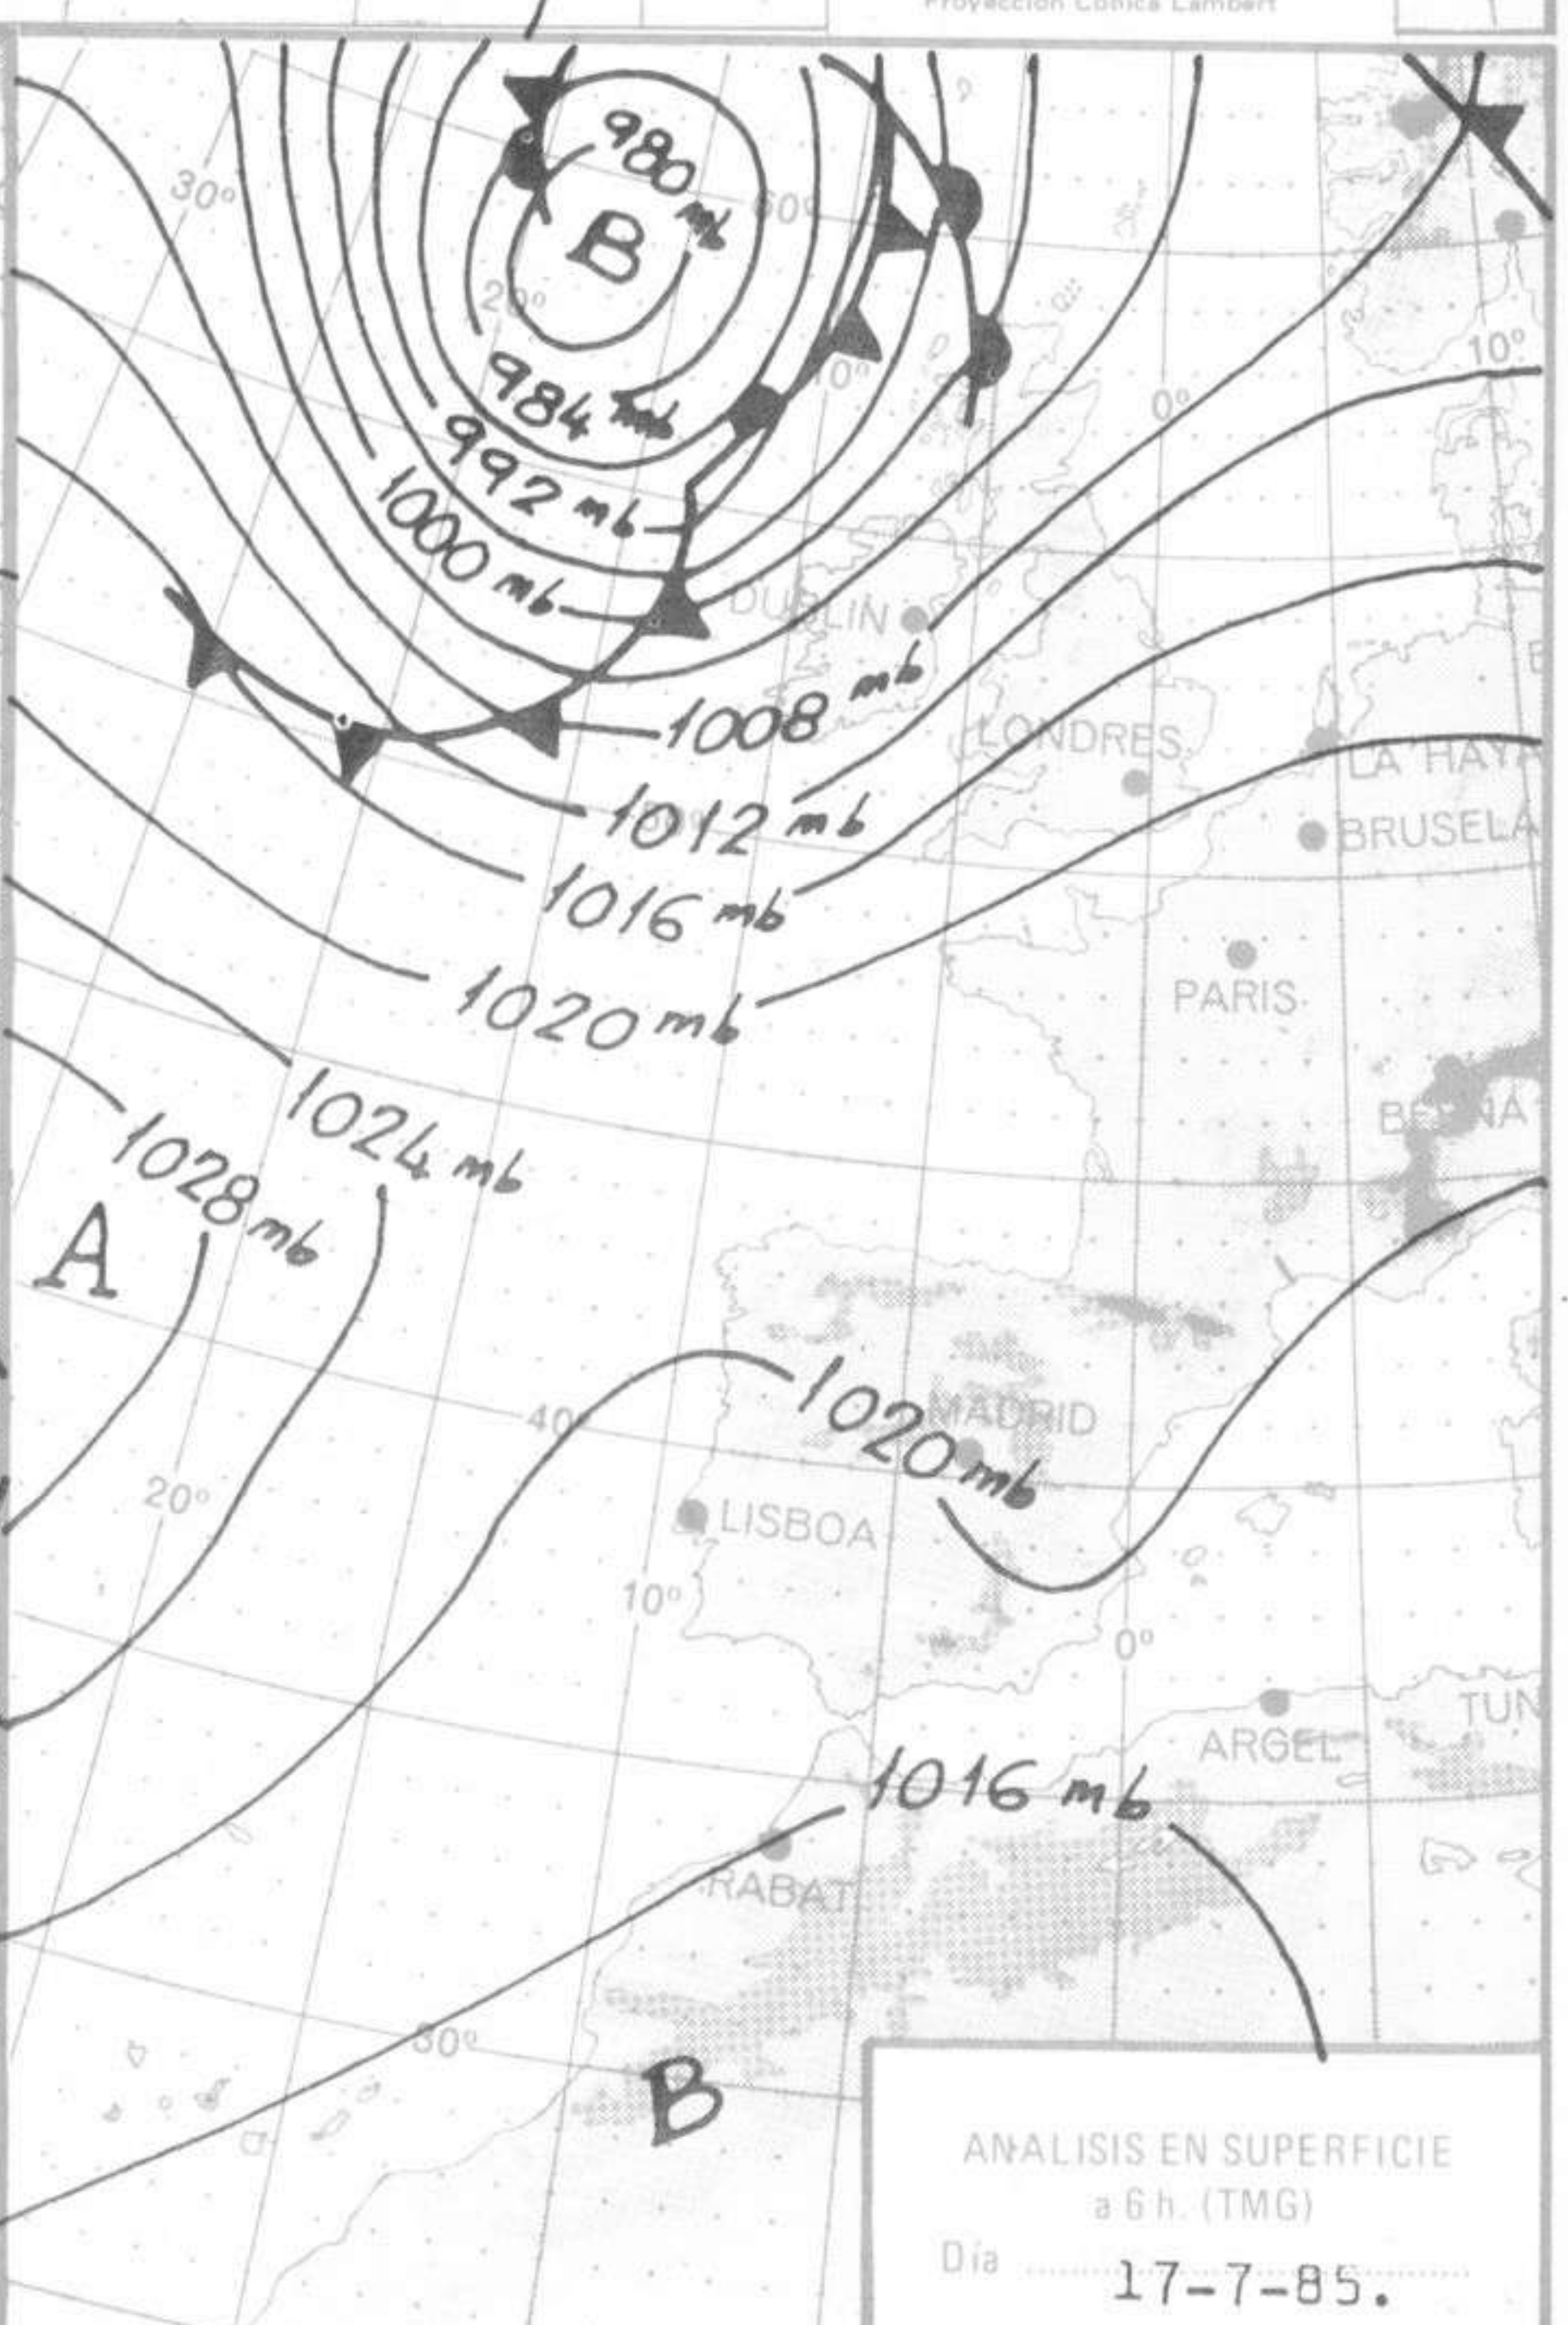 Proyección Cónica Lambert
980 mb
30°
60°
B
20°
984 mb
10°
10°
0°
992 mb
1000 mb
DUBLIN
1008 mb
LONDRES
LA HAYA
1012 mb
BRUSELA
1016 mb
PARIS
1020 mb
1024 mb
BERNA
1028 mb
A
1020 mb
MADRID
40°
20°
LISBOA
10°
0°
TUN
ARGEL
1016 mb
RABAT
30°
B
ANALISIS EN SUPERFICIE
a 6 h. (TMG)
Día 17-7-85.